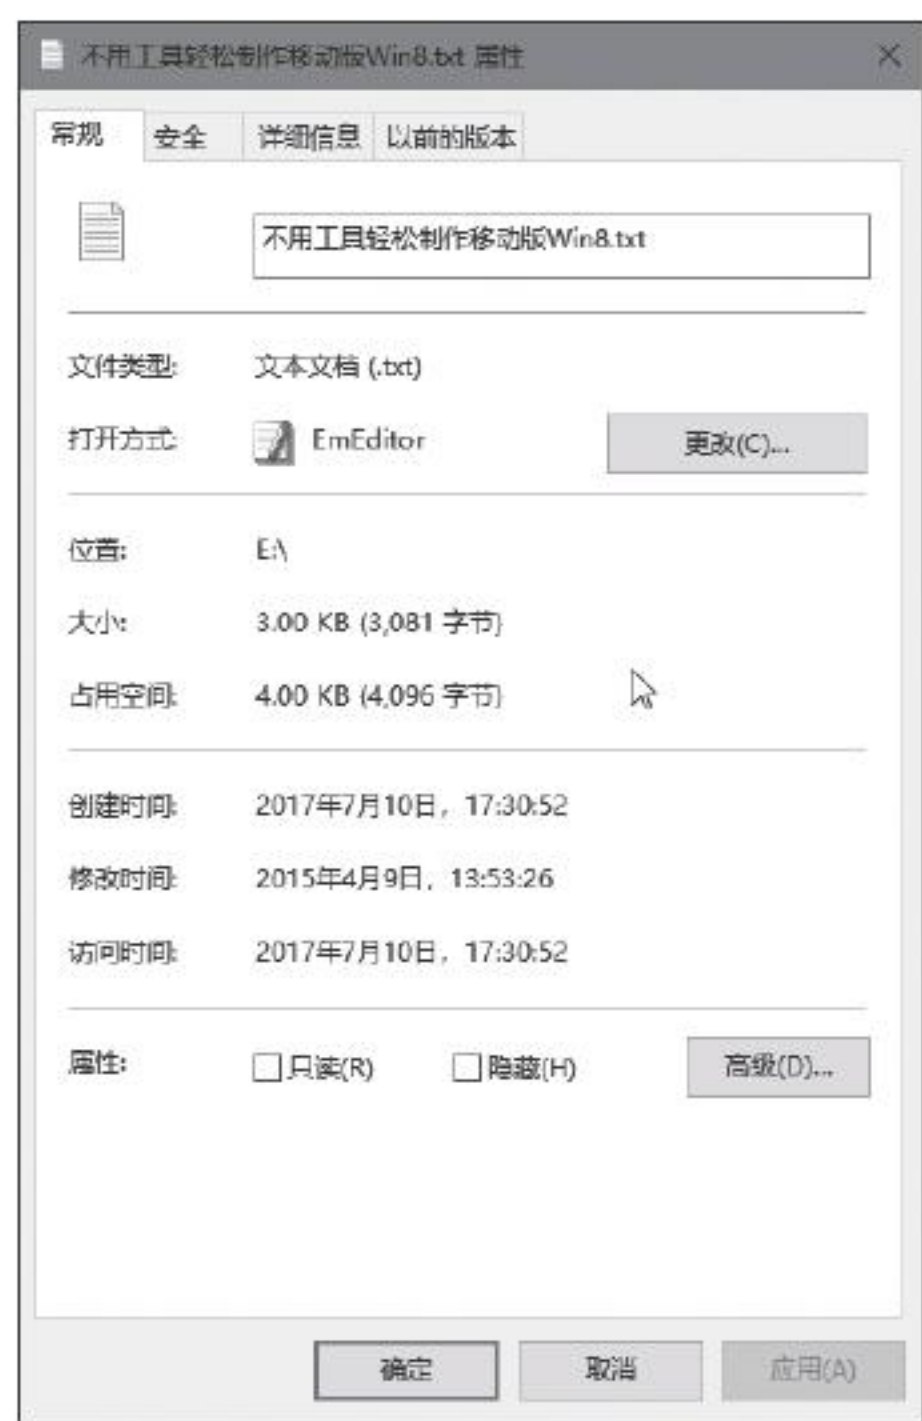 不用工具轻松制作移动版Win8.txt 属性
常规 安全 详细信息 以前的版本
不用工具轻松制作移动版Win8.txt
文件类型: 文本文档 (.txt)
打开方式: EmEditor 更改(C)...
位置: E:\
大小: 3.00 KB (3,081 字节)
占用空间: 4.00 KB (4,096 字节)
创建时间: 2017年7月10日，17:30:52
修改时间: 2015年4月9日，13:53:26
访问时间: 2017年7月10日，17:30:52
属性: 只读(R) 隐藏(H) 高级(D)...
确定 取消 应用(A)